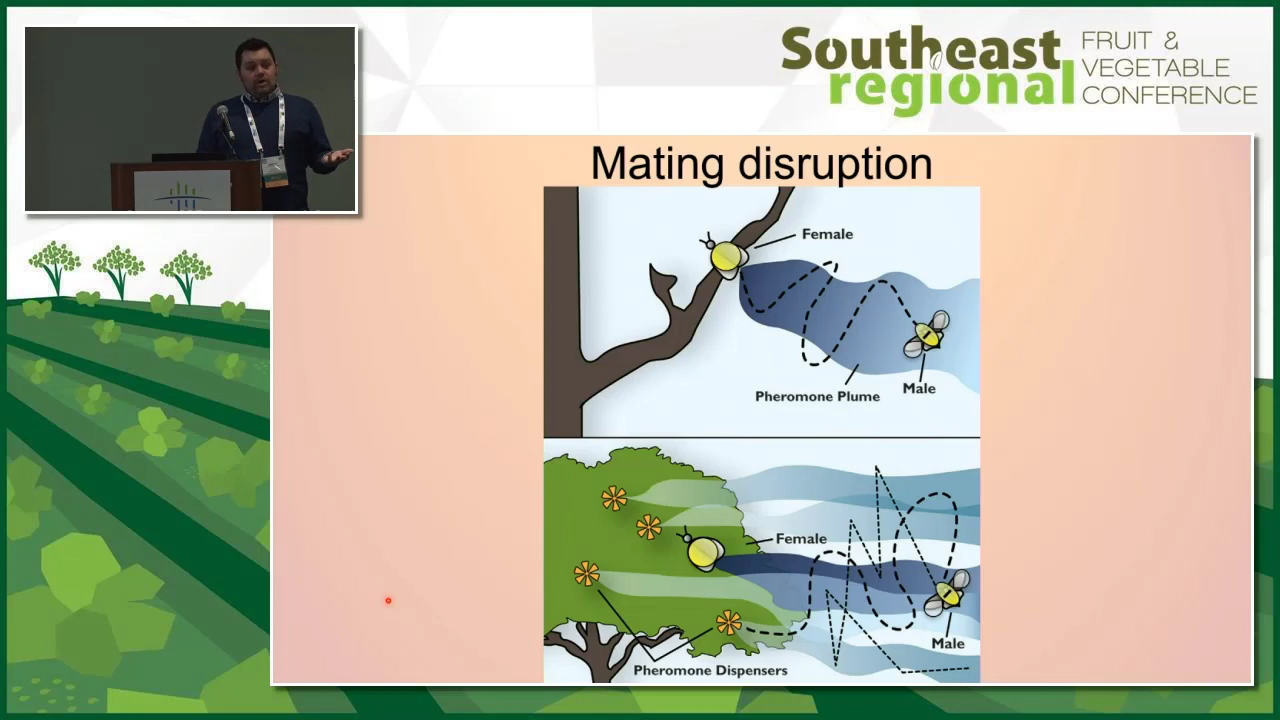 Southeast
regional
FRUIT &
VEGETABLE
CONFERENCE
Mating disruption
Female
Male
Pheromone Plume
Female
Male
Pheromone Dispensers